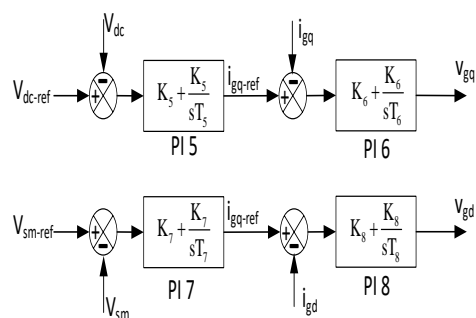 V_dc
i_gq
V_dc-ref
K_5 + K_5/sT_5
i_gq-ref
K_6 + K_6/sT_6
v_gq
PI 5
PI 6
V_sm-ref
K_7 + K_7/sT_7
i_gq-ref
K_8 + K_8/sT_8
v_gd
V_sm
PI 7
i_gd
PI 8